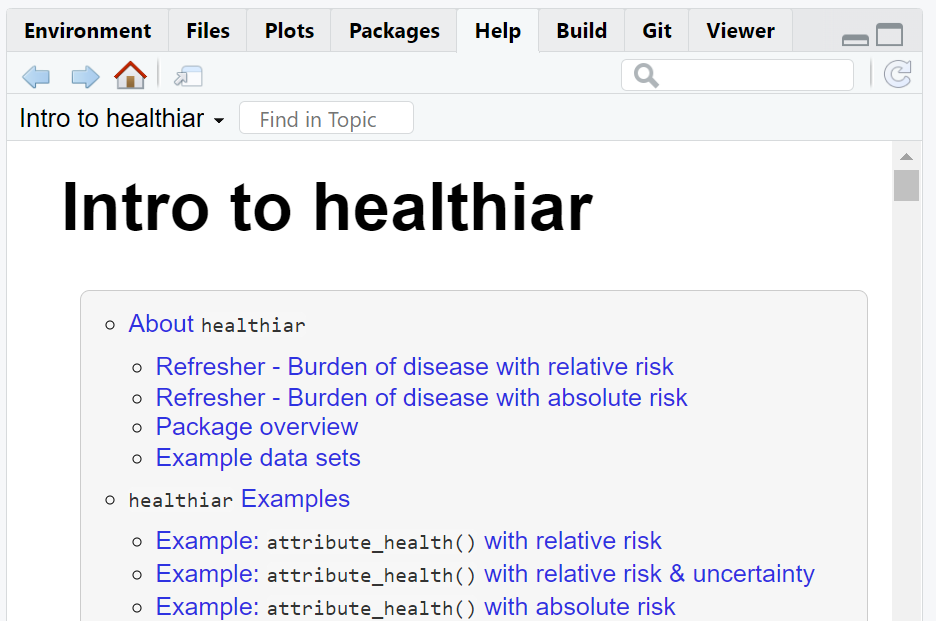 Environment Files Plots Packages Help Build Git Viewer
Intro to healthiar Find in Topic
Intro to healthiar
About healthiar
Refresher - Burden of disease with relative risk
Refresher - Burden of disease with absolute risk
Package overview
Example data sets
healthiar Examples
Example: attribute_health() with relative risk
Example: attribute_health() with relative risk & uncertainty
Example: attribute_health() with absolute risk